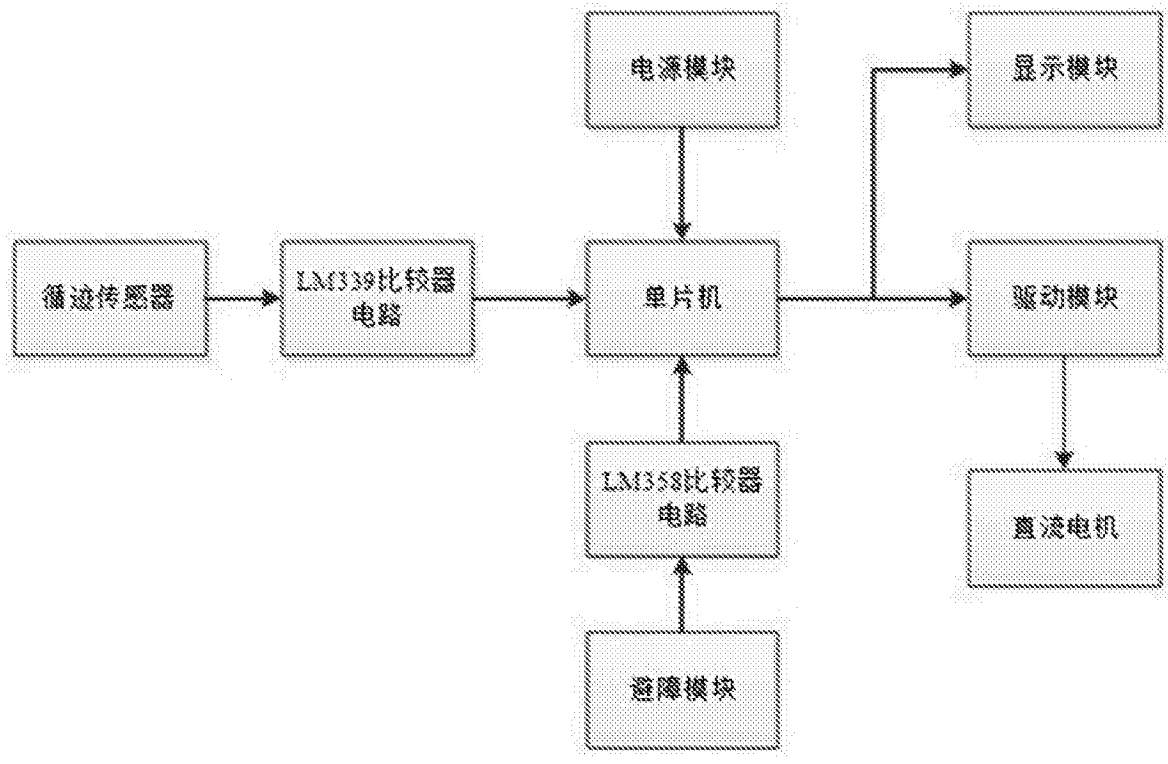 电源模块
显示模块
循迹传感器
LM339比较器
电路
单片机
驱动模块
LM358比较器
电路
直流电机
避障模块